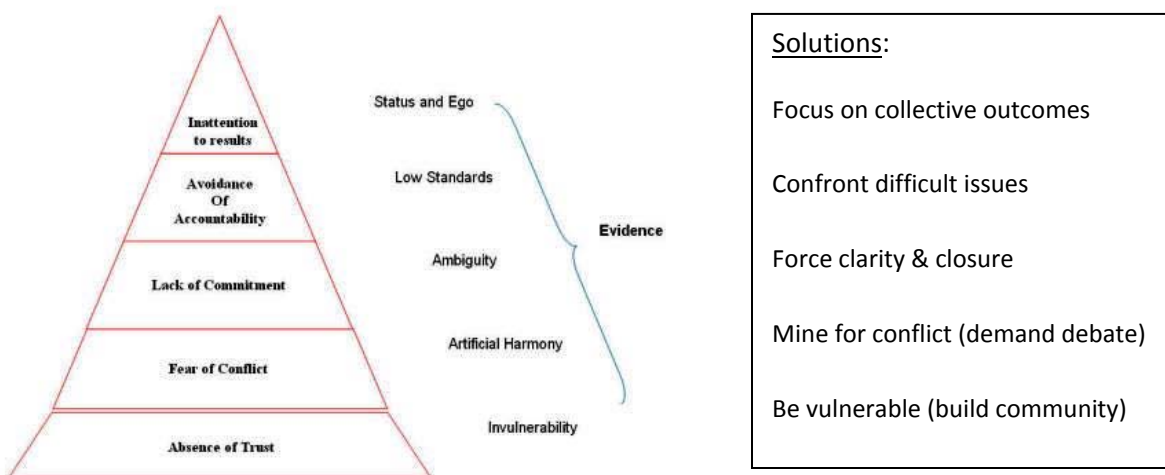 Inattention
to results
Avoidance
Of
Accountability
Lack of Commitment
Fear of Conflict
Absence of Trust
Status and Ego
Low Standards
Ambiguity
Artificial Harmony
Invulnerability
Evidence
Solutions:
Focus on collective outcomes
Confront difficult issues
Force clarity & closure
Mine for conflict (demand debate)
Be vulnerable (build community)